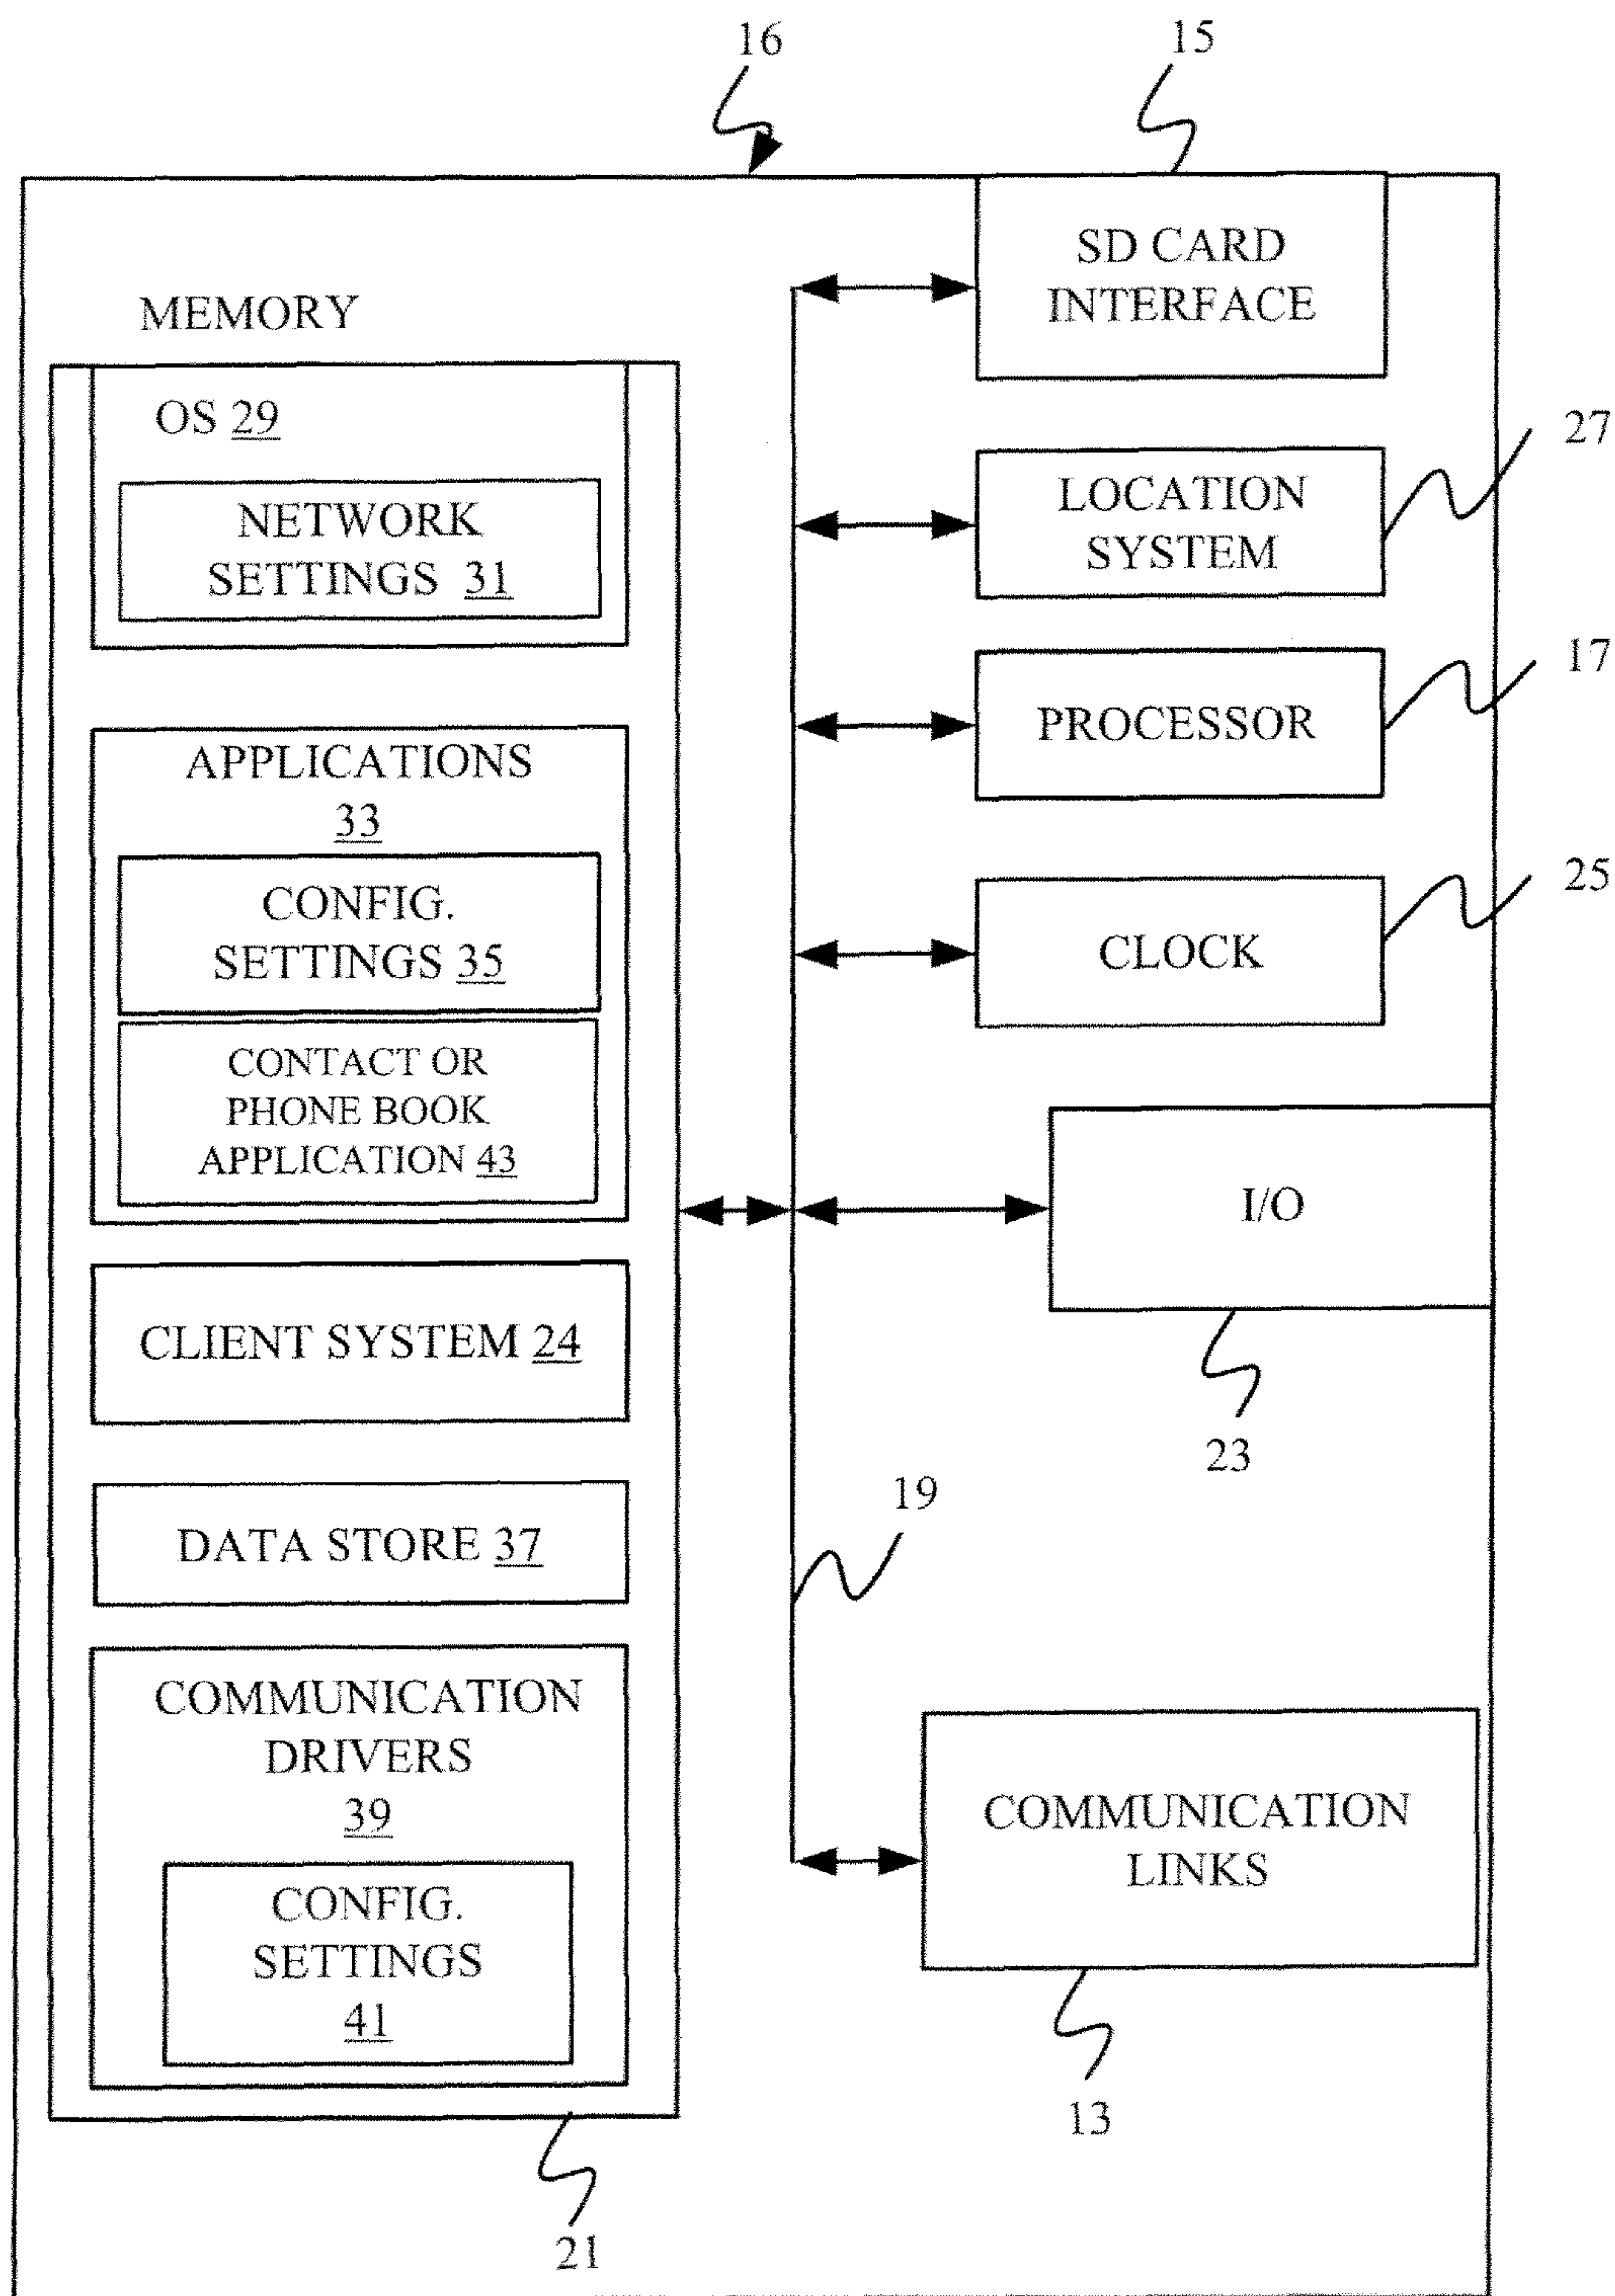 16
15
SD CARD
INTERFACE
MEMORY
OS 29
NETWORK
SETTINGS 31
27
LOCATION
SYSTEM
17
PROCESSOR
APPLICATIONS
33
CONFIG.
SETTINGS 35
25
CLOCK
CONTACT OR
PHONE BOOK
APPLICATION 43
I/O
23
CLIENT SYSTEM 24
19
DATA STORE 37
COMMUNICATION
DRIVERS
39
CONFIG.
SETTINGS
41
COMMUNICATION
LINKS
13
21